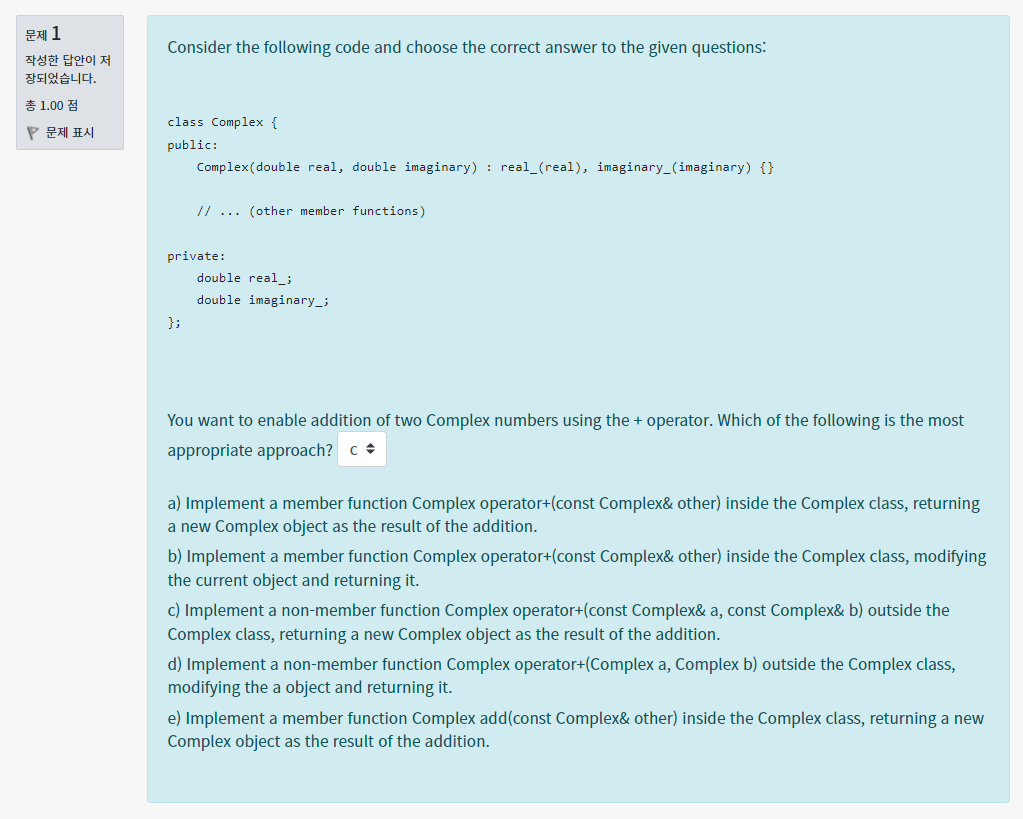 문제 1
작성한 답안이 저
장되었습니다.
총 1.00 점
문제 표시
Consider the following code and choose the correct answer to the given questions:
class Complex {
public:
    Complex(double real, double imaginary) : real_(real), imaginary_(imaginary) {}
    // ... (other member functions)
private:
    double real_;
    double imaginary_;
};
You want to enable addition of two Complex numbers using the + operator. Which of the following is the most
appropriate approach? c
a) Implement a member function Complex operator+(const Complex& other) inside the Complex class, returning
a new Complex object as the result of the addition.
b) Implement a member function Complex operator+(const Complex& other) inside the Complex class, modifying
the current object and returning it.
c) Implement a non-member function Complex operator+(const Complex& a, const Complex& b) outside the
Complex class, returning a new Complex object as the result of the addition.
d) Implement a non-member function Complex operator+(Complex a, Complex b) outside the Complex class,
modifying the a object and returning it.
e) Implement a member function Complex add(const Complex& other) inside the Complex class, returning a new
Complex object as the result of the addition.